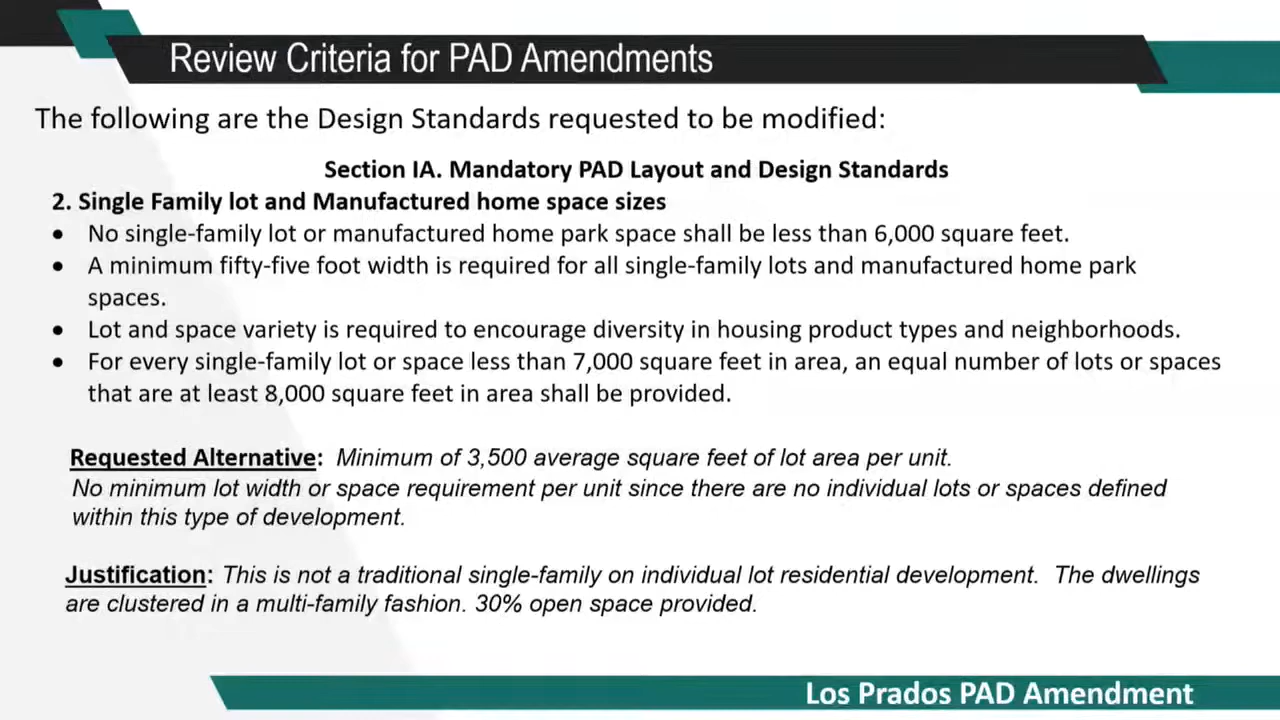 Review Criteria for PAD Amendments
The following are the Design Standards requested to be modified:
Section IA. Mandatory PAD Layout and Design Standards
2. Single Family lot and Manufactured home space sizes
• No single-family lot or manufactured home park space shall be less than 6,000 square feet.
• A minimum fifty-five foot width is required for all single-family lots and manufactured home park
spaces.
• Lot and space variety is required to encourage diversity in housing product types and neighborhoods.
• For every single-family lot or space less than 7,000 square feet in area, an equal number of lots or spaces
that are at least 8,000 square feet in area shall be provided.
Requested Alternative: Minimum of 3,500 average square feet of lot area per unit.
No minimum lot width or space requirement per unit since there are no individual lots or spaces defined
within this type of development.
Justification: This is not a traditional single-family on individual lot residential development. The dwellings
are clustered in a multi-family fashion. 30% open space provided.
Los Prados PAD Amendment